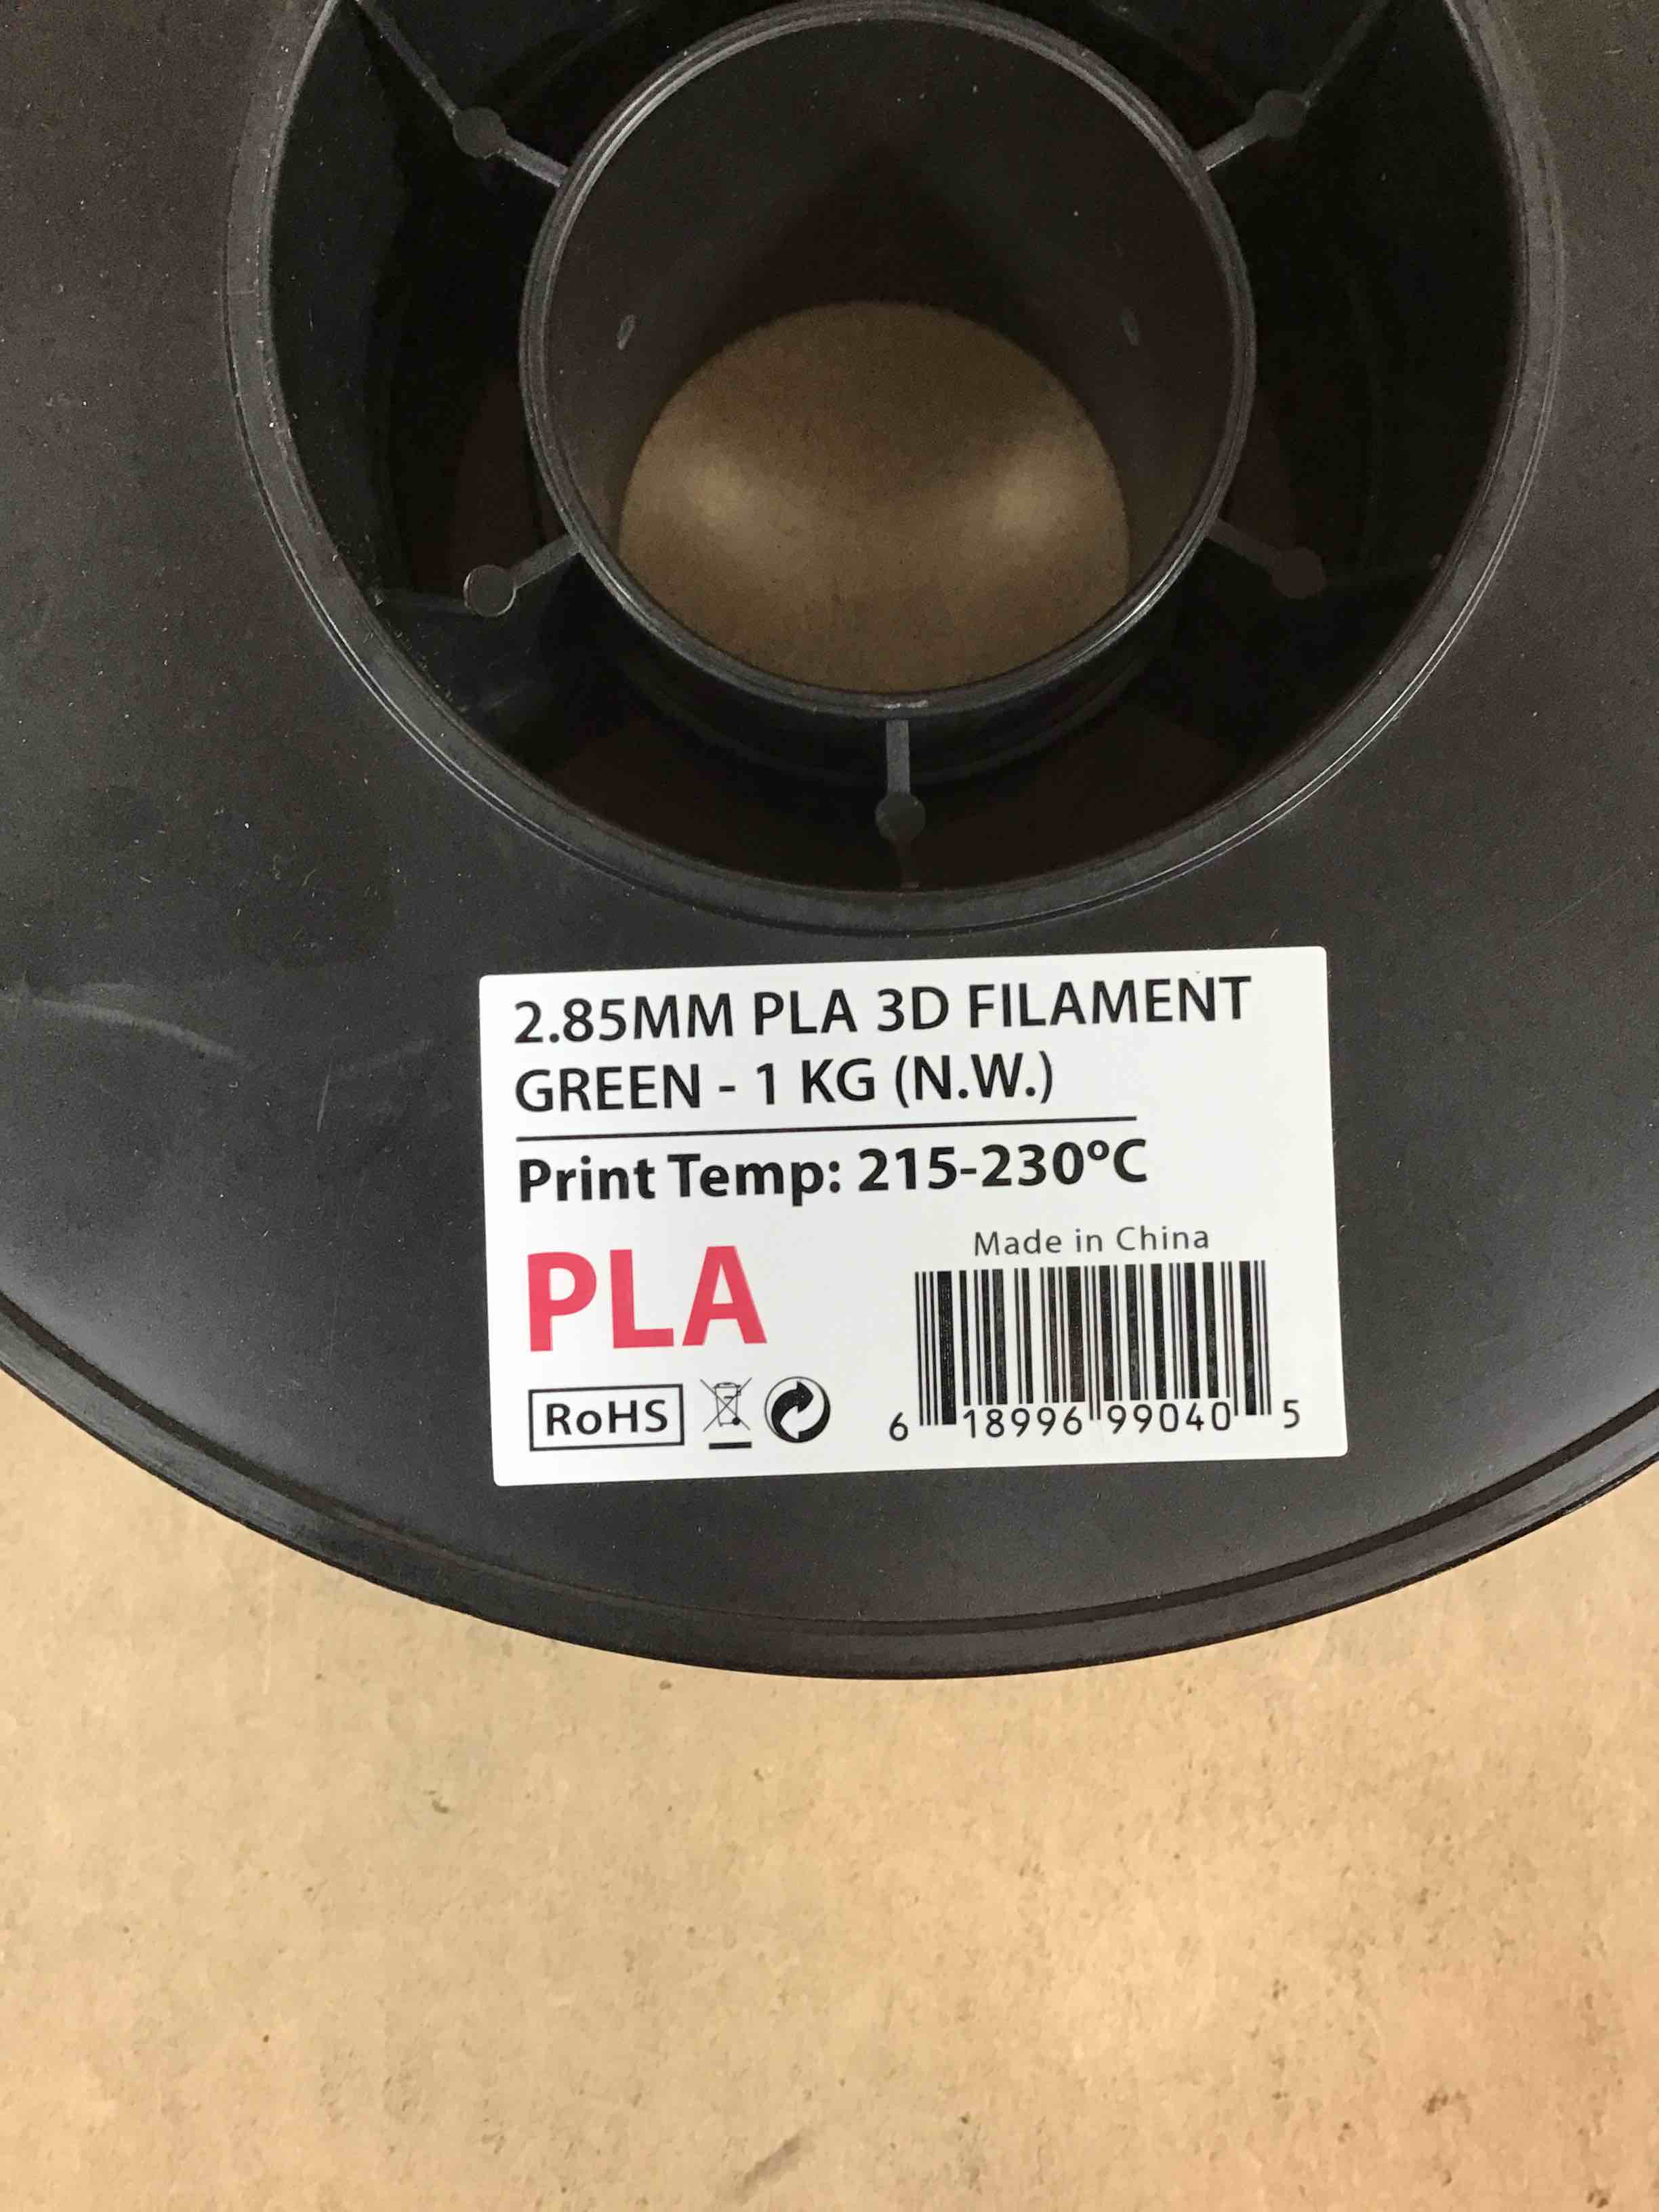 2.85MM PLA 3D FILAMENT
GREEN - 1 KG (N.W.)
Print Temp: 215-230ºC
PLA
Made in China
RoHS
6 18996 99040 5